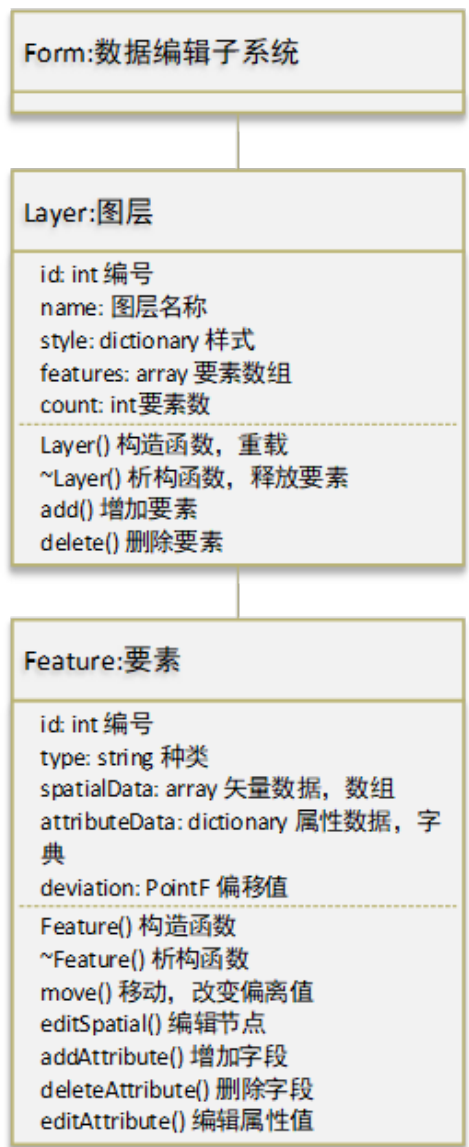 Form:数据编辑子系统
Layer:图层
id: int 编号
name: 图层名称
style: dictionary 样式
features: array 要素数组
count: int要素数
Layer() 构造函数，重载
~Layer() 析构函数，释放要素
add() 增加要素
delete() 删除要素
Feature:要素
id: int 编号
type: string 种类
spatialData: array 矢量数据，数组
attributeData: dictionary 属性数据，字
典
deviation: PointF 偏移值
Feature() 构造函数
~Feature() 析构函数
move() 移动，改变偏离值
editSpatial() 编辑节点
addAttribute() 增加字段
deleteAttribute() 删除字段
editAttribute() 编辑属性值